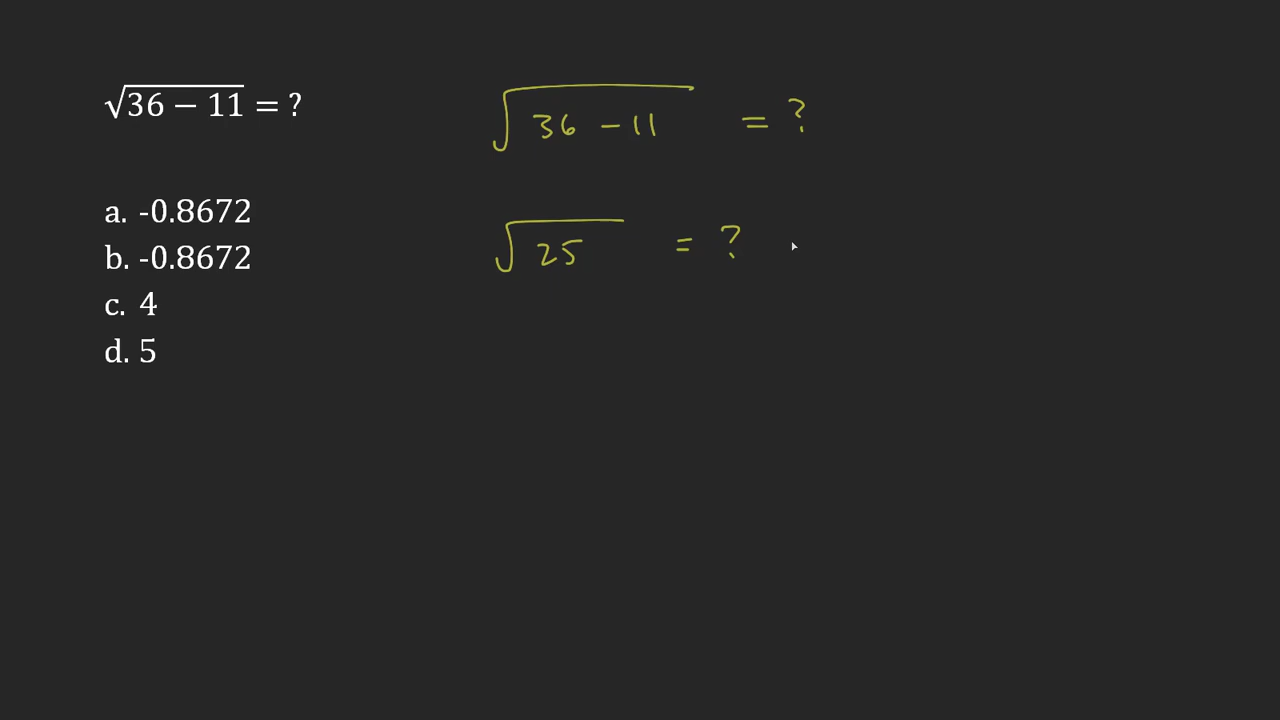 √36 − 11 = ?
a. -0.8672
b. -0.8672
c. 4
d. 5
√36 - 11 = ?
√25 = ?